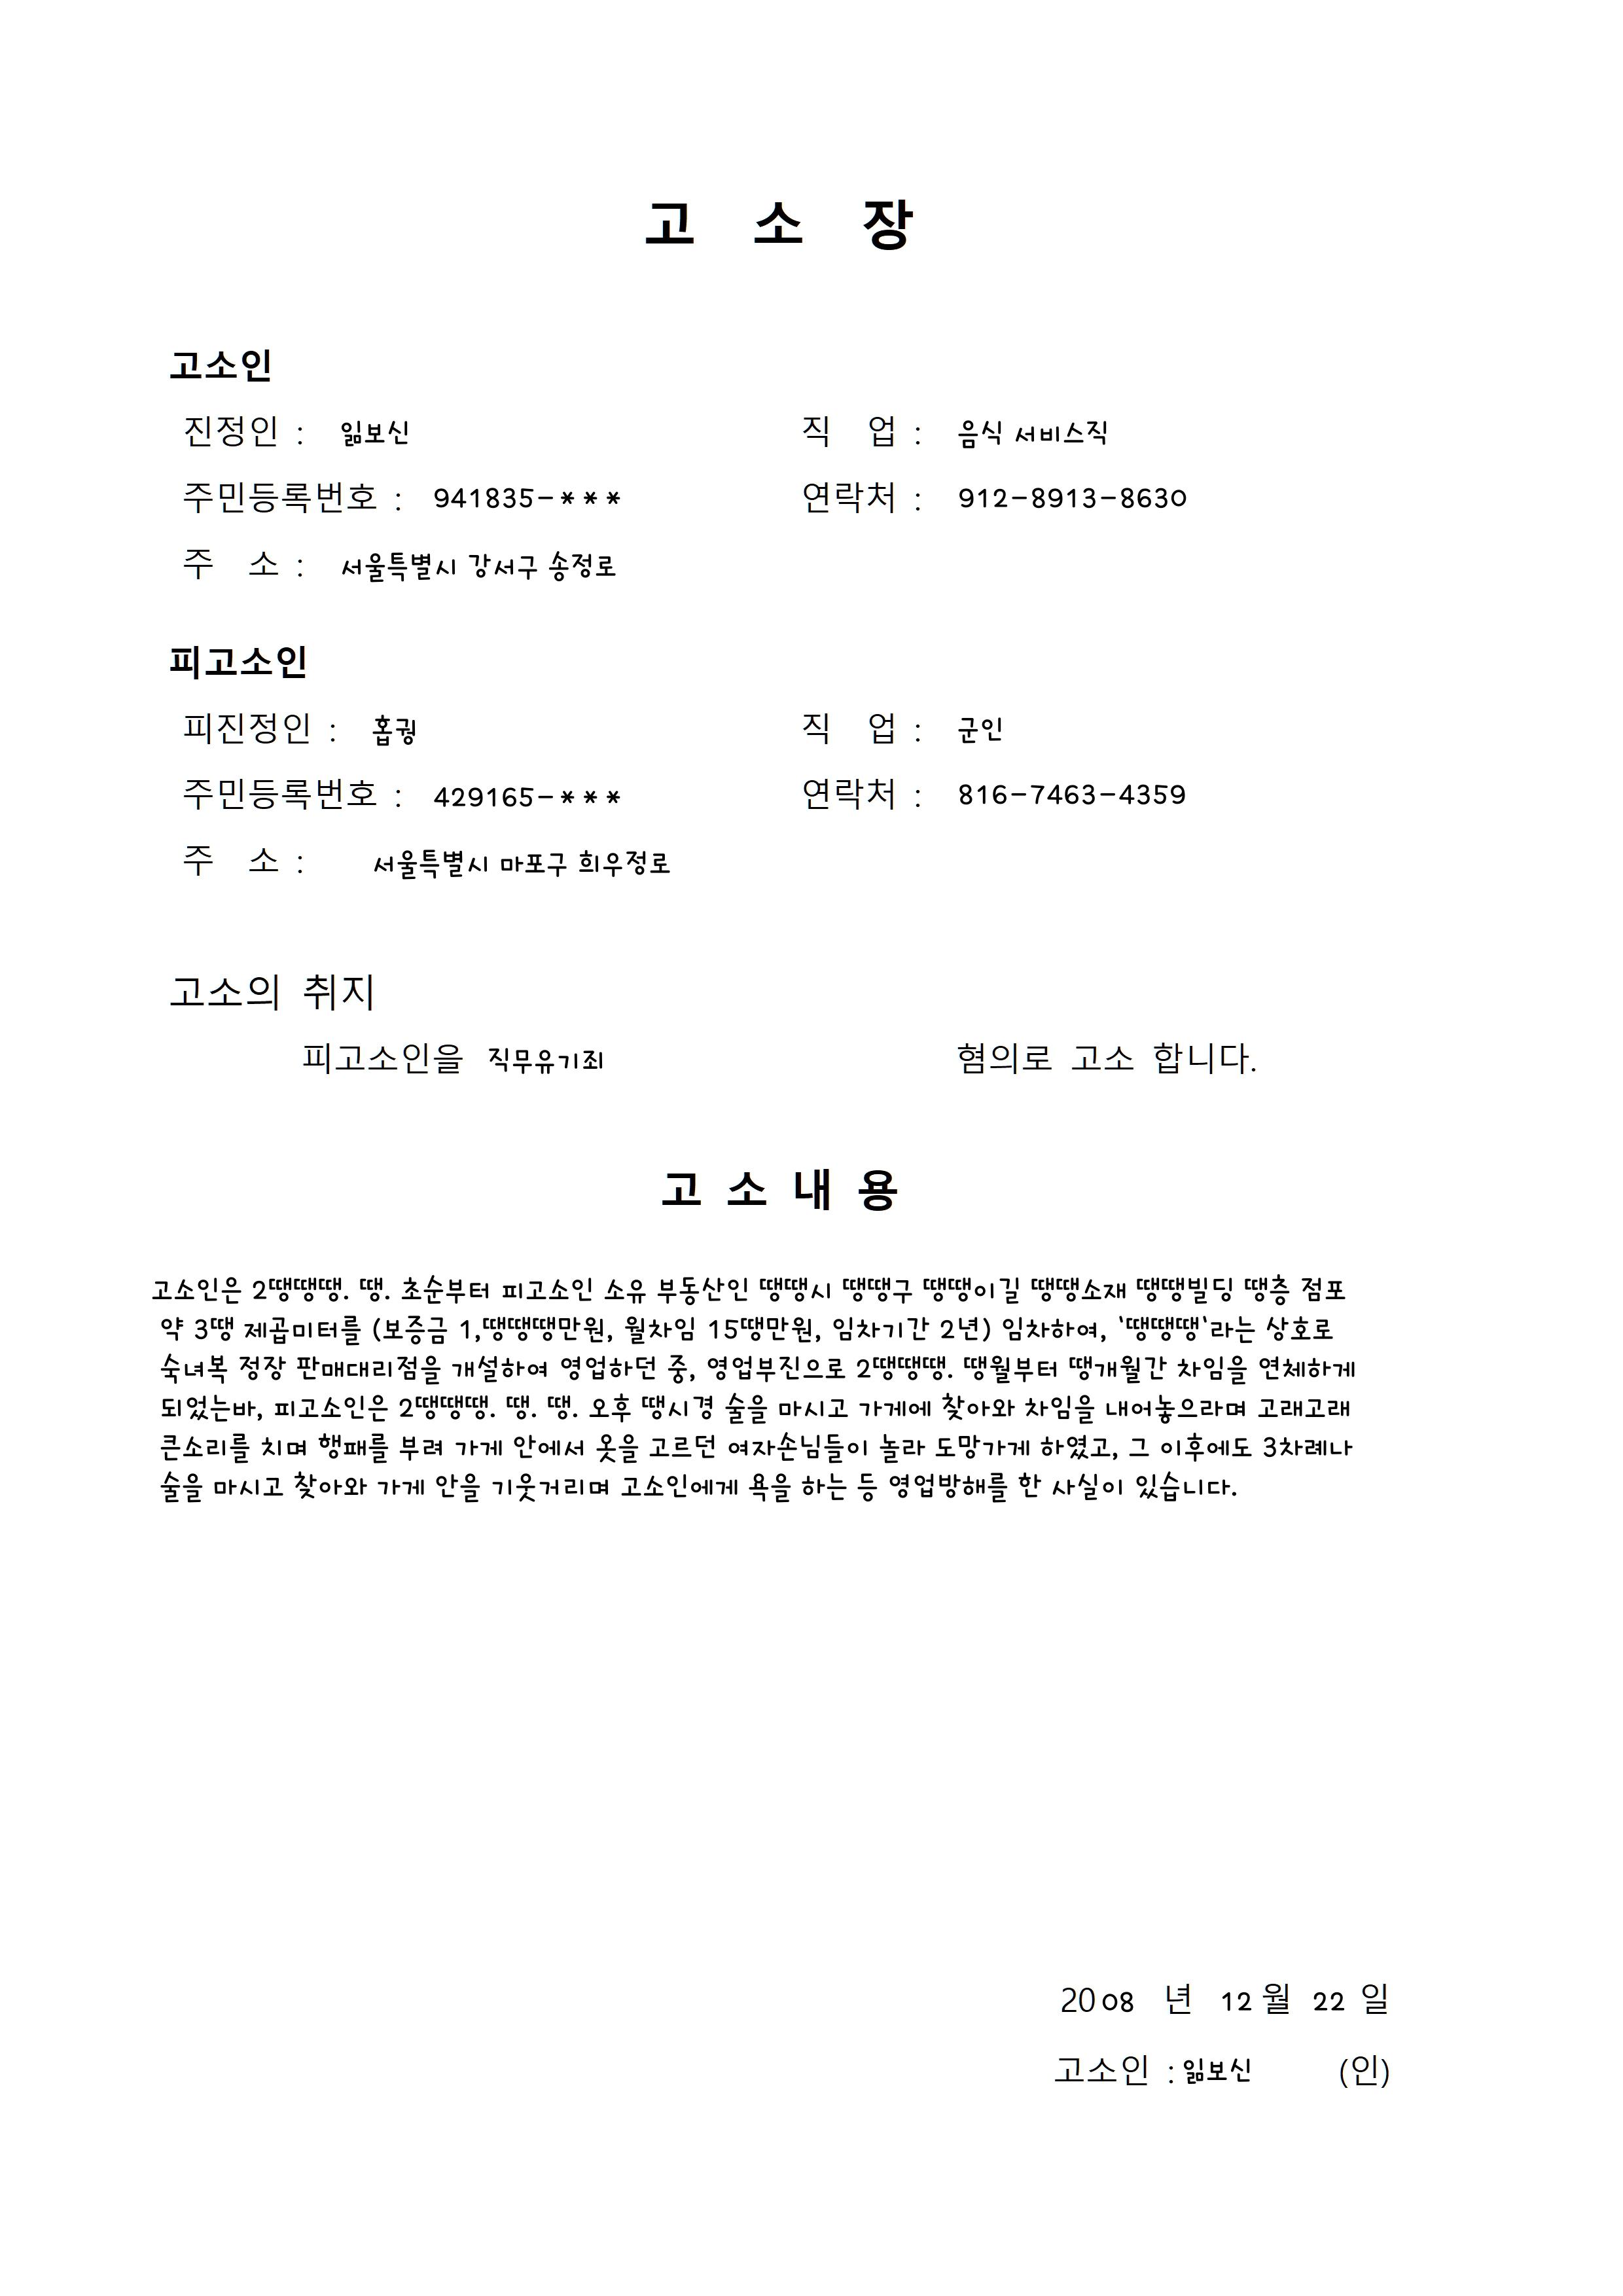 고 소 장
고소인
진정인 : 잃보신 직 업 : 음식 서비스직
주민등록번호 : 941835-*** 연락처 : 912-8913-8630
주 소 : 서울특별시 강서구 송정로
피고소인
피진정인 : 홉궝 직 업 : 군인
주민등록번호 : 429165-*** 연락처 : 816-7463-4359
주 소 : 서울특별시 마포구 희우정로
고소의 취지
피고소인을 직무유기죄 혐의로 고소 합니다.
고 소 내 용
고소인은 2땡땡땡. 땡. 초순부터 피고소인 소유 부동산인 땡땡시 땡땡구 땡땡이길 땡땡소재 땡땡빌딩 땡층 점포
약 3땡 제곱미터를 (보증금 1,땡땡땡만원, 월차임 15땡만원, 임차기간 2년) 임차하여, '땡땡땡'라는 상호로
숙녀복 정장 판매대리점을 개설하여 영업하던 중, 영업부진으로 2땡땡땡. 땡월부터 땡개월간 차임을 연체하게
되었는바, 피고소인은 2땡땡땡. 땡. 땡. 오후 땡시경 술을 마시고 가게에 찾아와 차임을 내어놓으라며 고래고래
큰소리를 치며 행패를 부려 가게 안에서 옷을 고르던 여자손님들이 놀라 도망가게 하였고, 그 이후에도 3차례나
술을 마시고 찾아와 가게 안을 기웃거리며 고소인에게 욕을 하는 등 영업방해를 한 사실이 있습니다.
2008 년 12 월 22 일
고소인 : 잃보신 (인)